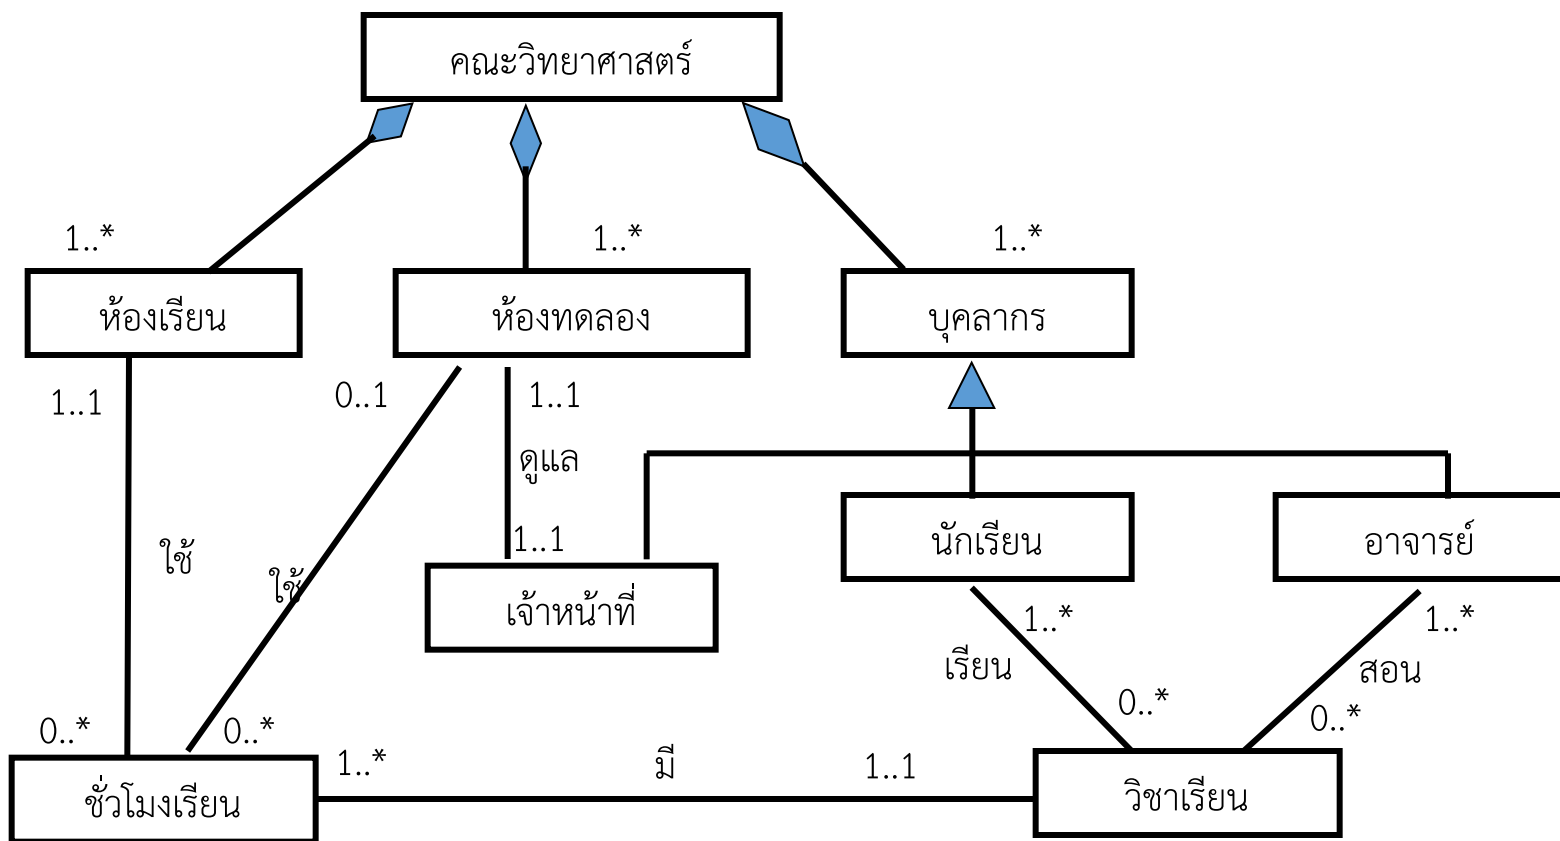 คณะวิทยาศาสตร์
1..*
1..*
1..*
ห้องเรียน
ห้องทดลอง
บุคลากร
1..1
0..1
1..1
ดูแล
1..1
นักเรียน
อาจารย์
ใช้
ใช้
เจ้าหน้าที่
1..*
1..*
เรียน
สอน
0..*
0..*
0..*
0..*
1..*
มี
1..1
ชั่วโมงเรียน
วิชาเรียน